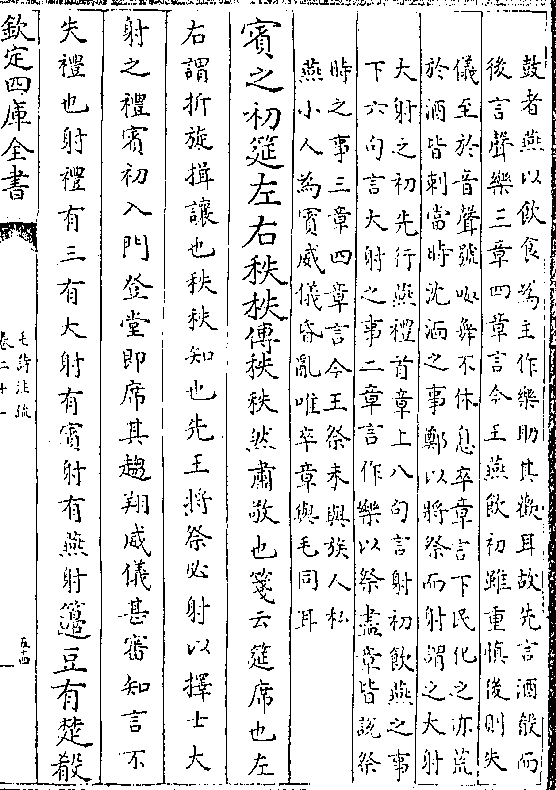 鼓者燕以飲食為主作樂助其歡耳故先言酒殽而
後言聲樂三章四章言今王燕飲初雖重慎後則失
儀至於音聲號呶舞不休息卒章言下民化之亦荒
於酒皆刺當時沈湎之事鄭以將祭而射謂之大射
大射之初先行燕禮首章上八句言射初飲燕之事
下六句言大射之事二章言作樂以祭盡章皆説祭
時之事三章四章言今王祭末與族人私
燕小人為賓威儀昏亂唯卒章與毛同耳
賓之初筵左右秩秩傳秩秩然肅敬也箋云筵席也左
右謂折旋揖讓也秩秩知也先王將祭必射以擇士大
射之禮賓初入門登堂即席其趨翔威儀甚審知言不
失禮也射禮有三有大射有賓射有燕射籩豆有楚殽
欽定四庫全書
毛詩注疏
卷二十一
五十四